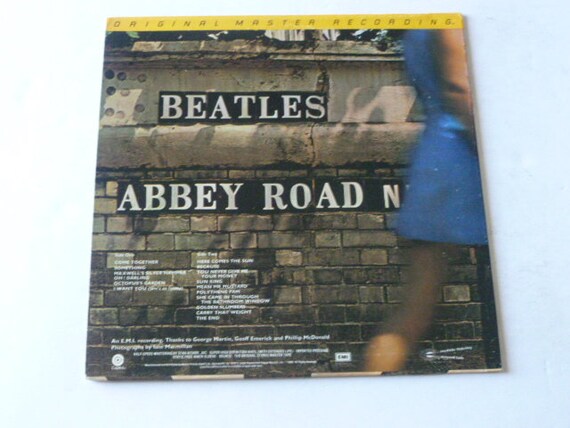 ORIGINAL MASTER RECORDING
BEATLES
ABBEY ROAD N
Side One
COME TOGETHER
SOMETHING
MAXWELL'S SILVER HAMMER
OH! DARLING
OCTOPUS'S GARDEN
I WANT YOU (She's So Heavy)
Side Two
HERE COMES THE SUN
BECAUSE
YOU NEVER GIVE ME
YOUR MONEY
SUN KING
MEAN MR MUSTARD
POLYTHENE PAM
SHE CAME IN THROUGH
THE BATHROOM WINDOW
GOLDEN SLUMBERS
CARRY THAT WEIGHT
THE END
An E.M.I. recording. Thanks to George Martin, Geoff Emerick and Phillip McDonald
Photographs by Iain Macmillan
EMI